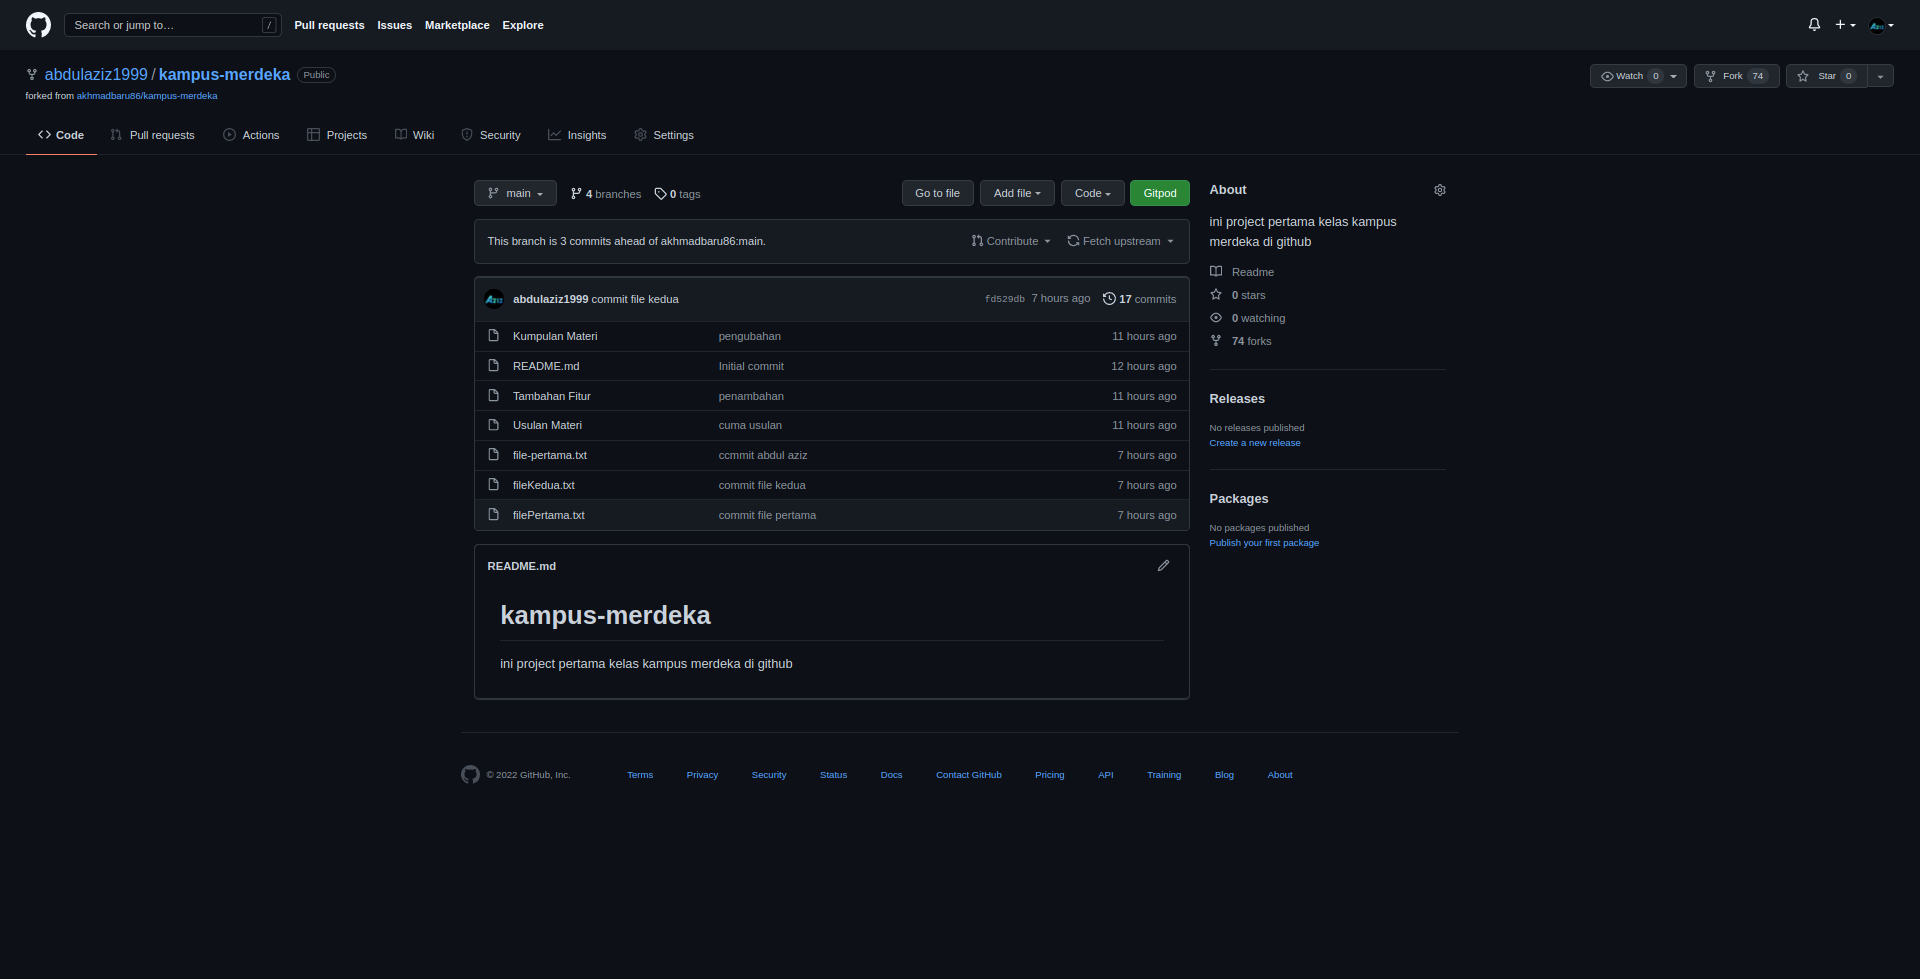 Search or jump to… /
Pull requests Issues Marketplace Explore
abdulaziz1999 / kampus-merdeka Public
forked from akhmadbaru86/kampus-merdeka
Watch 0 Fork 74 Star 0
Code Pull requests Actions Projects Wiki Security Insights Settings
main 4 branches 0 tags Go to file Add file Code Gitpod
This branch is 3 commits ahead of akhmadbaru86:main. Contribute Fetch upstream
abdulaziz1999 commit file kedua fd529db 7 hours ago 17 commits
Kumpulan Materi pengubahan 11 hours ago
README.md Initial commit 12 hours ago
Tambahan Fitur penambahan 11 hours ago
Usulan Materi cuma usulan 11 hours ago
file-pertama.txt ccmmit abdul aziz 7 hours ago
fileKedua.txt commit file kedua 7 hours ago
filePertama.txt commit file pertama 7 hours ago
README.md
kampus-merdeka
ini project pertama kelas kampus merdeka di github
About
ini project pertama kelas kampus
merdeka di github
Readme
0 stars
0 watching
74 forks
Releases
No releases published
Create a new release
Packages
No packages published
Publish your first package
© 2022 GitHub, Inc. Terms Privacy Security Status Docs Contact GitHub Pricing API Training Blog About